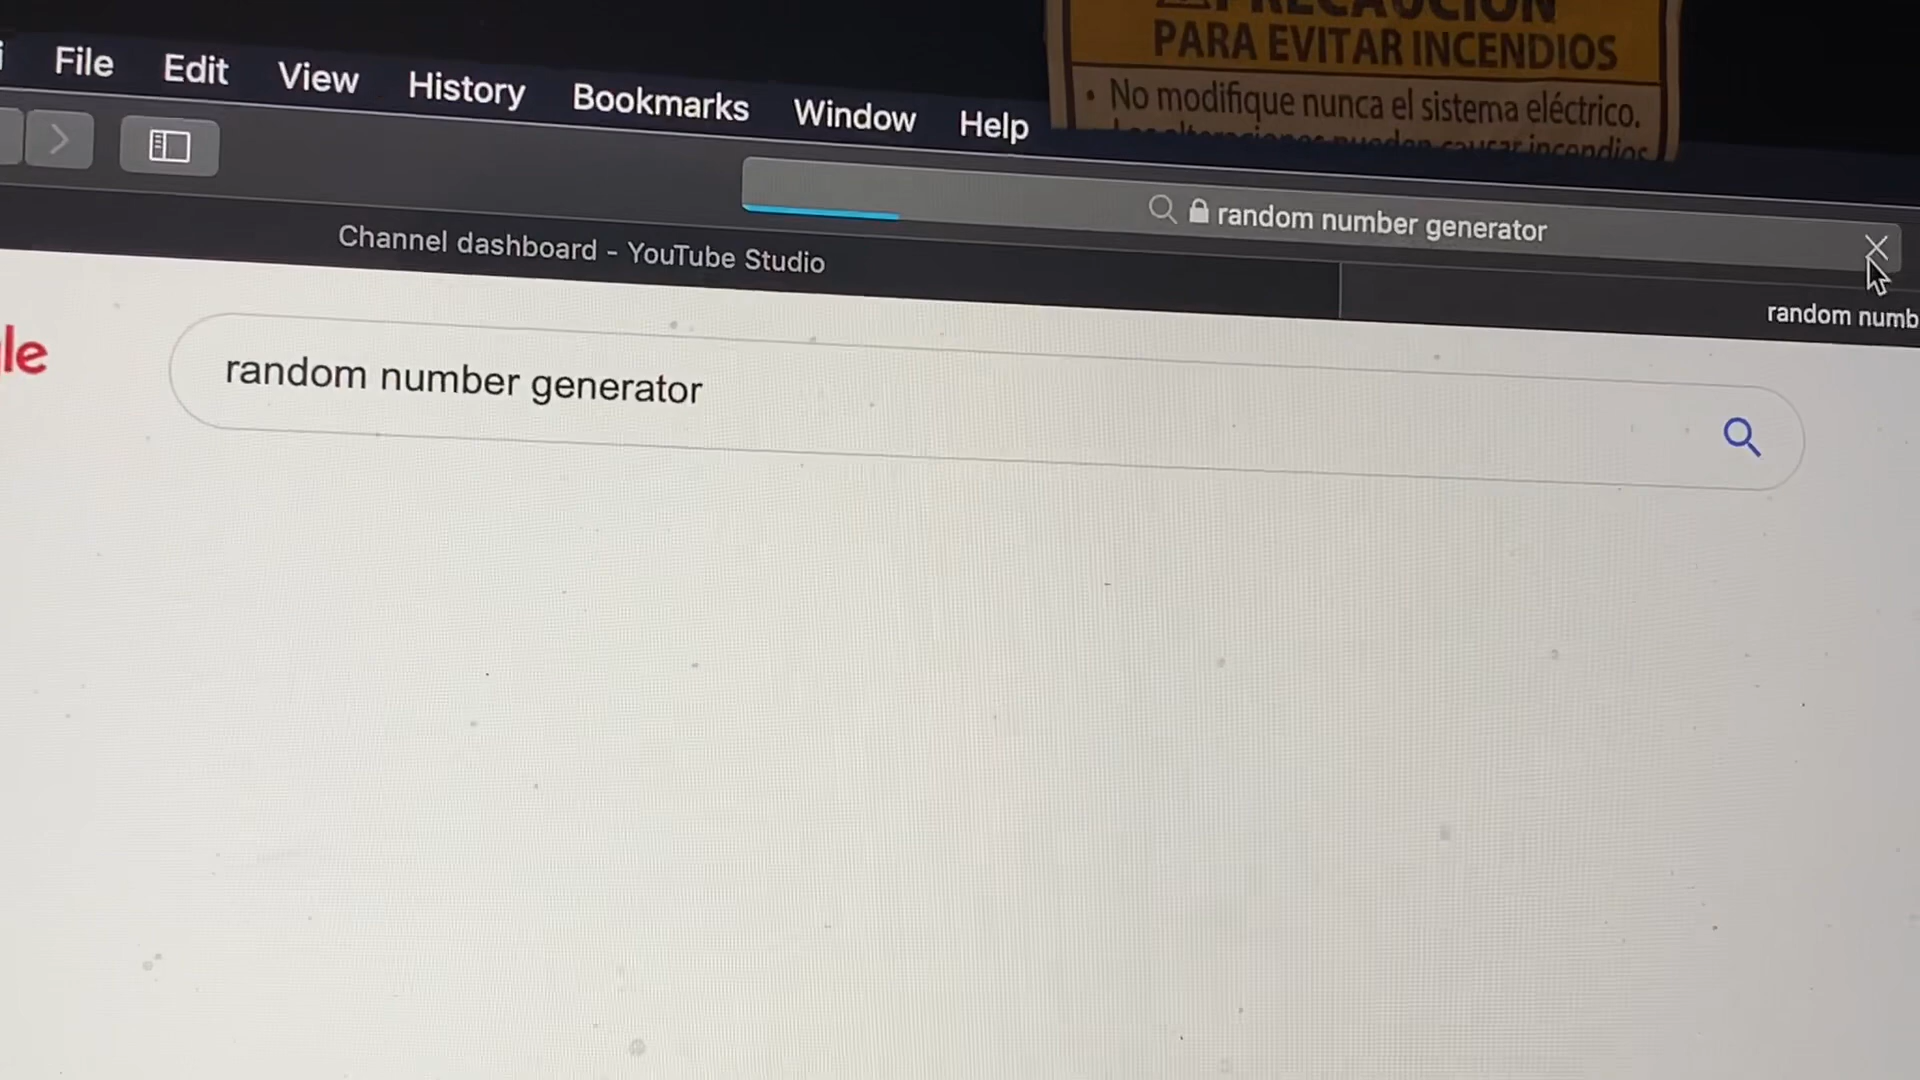 PRECAUCIÓN
PARA EVITAR INCENDIOS
• No modifique nunca el sistema eléctrico.
File Edit View History Bookmarks Window Help
random number generator
Channel dashboard - YouTube Studio
random numb
le
random number generator